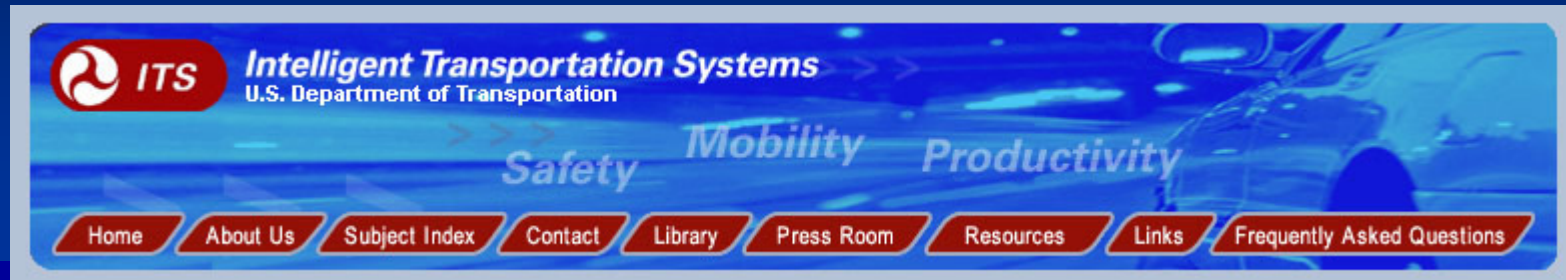 ITS
Intelligent Transportation Systems
U.S. Department of Transportation
>>>
>>>
Safety Mobility Productivity
Home About Us Subject Index Contact Library Press Room Resources Links Frequently Asked Questions